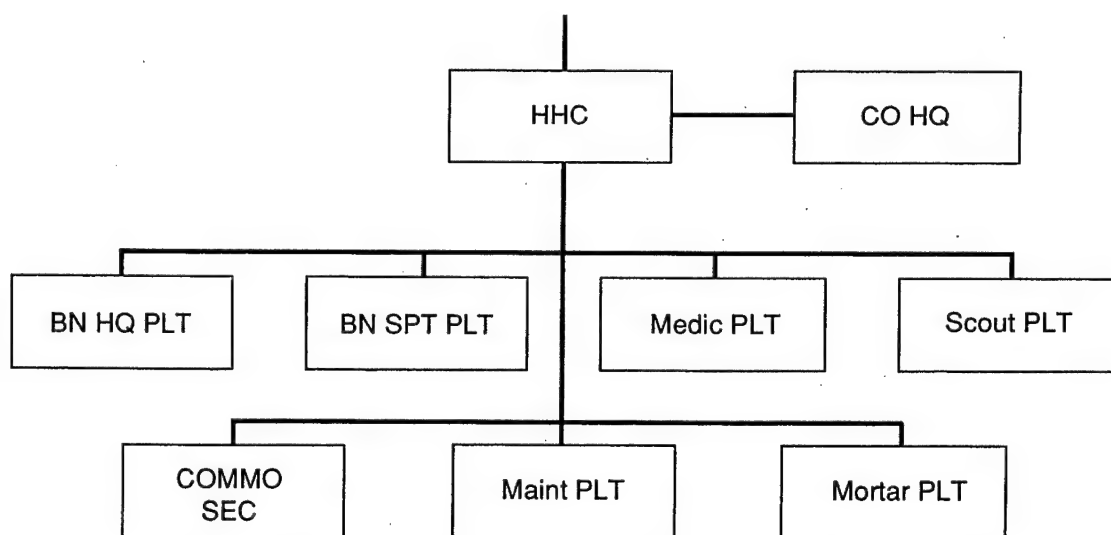 HHC
CO HQ
BN HQ PLT
BN SPT PLT
Medic PLT
Scout PLT
COMMO
SEC
Maint PLT
Mortar PLT